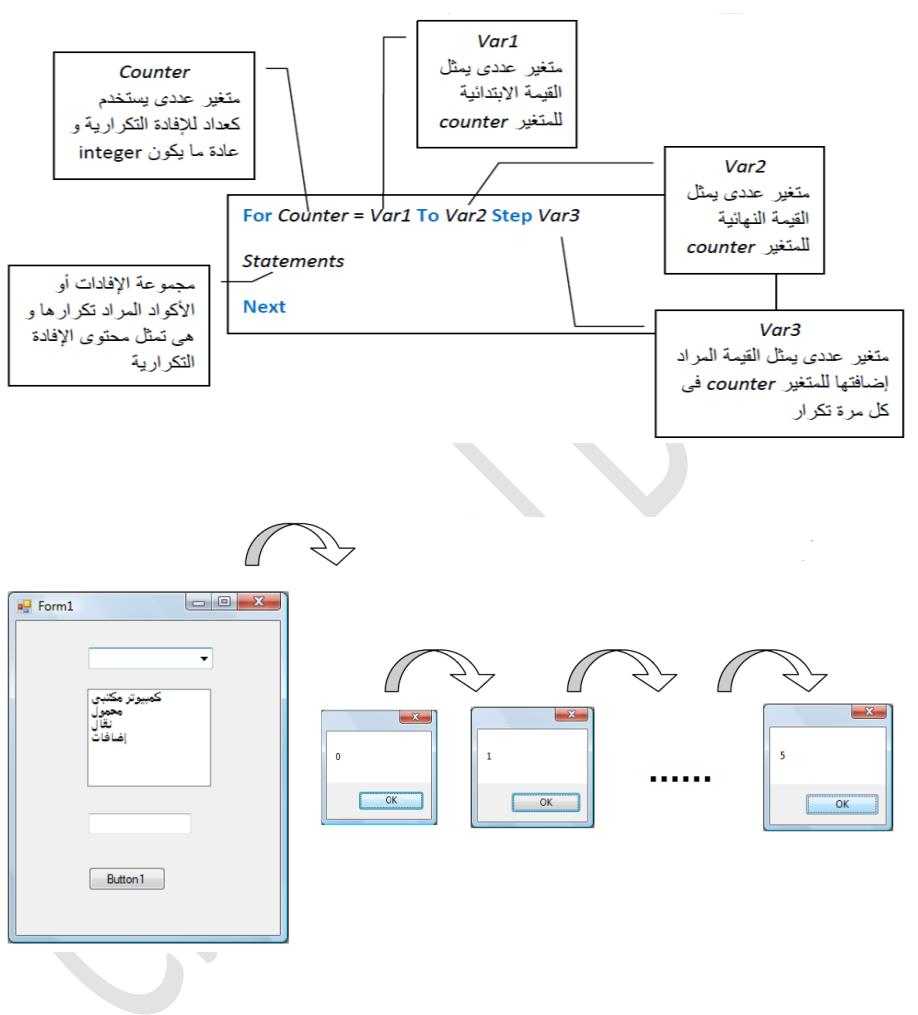 Var1
متغير عددى يمثل
القيمة الابتدائية
للمتغير counter
Counter
متغير عددى يستخدم
كعداد للإفادة التكرارية و
عادة ما يكون integer
Var2
متغير عددى يمثل
القيمة النهائية
للمتغير counter
For Counter = Var1 To Var2 Step Var3
Statements
Next
مجموعة الإفادات أو
الأكواد المراد تكرارها و
هى تمثل محتوى الإفادة
التكرارية
Var3
متغير عددى يمثل القيمة المراد
إضافتها للمتغير counter فى
كل مرة تكرار
Form1
كمبيوتر مكتبى
محمول
نقال
إضافات
Button1
0
OK
1
OK
......
5
OK